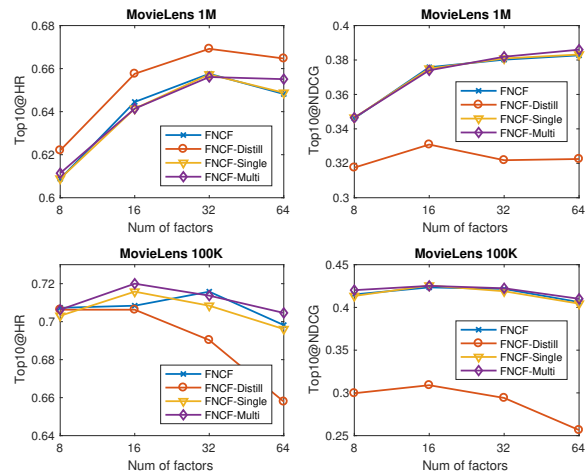 MovieLens 1M
0.68
0.66
0.64
0.62
0.6
Top10@HR
FNCF
FNCF-Distill
FNCF-Single
FNCF-Multi
8 16 32 64
Num of factors
MovieLens 1M
0.4
0.38
0.36
0.34
0.32
0.3
Top10@NDCG
FNCF
FNCF-Distill
FNCF-Single
FNCF-Multi
8 16 32 64
Num of factors
MovieLens 100K
0.72
0.7
0.68
0.66
0.64
Top10@HR
FNCF
FNCF-Distill
FNCF-Single
FNCF-Multi
8 16 32 64
Num of factors
MovieLens 100K
0.45
0.4
0.35
0.3
0.25
Top10@NDCG
FNCF
FNCF-Distill
FNCF-Single
FNCF-Multi
8 16 32 64
Num of factors